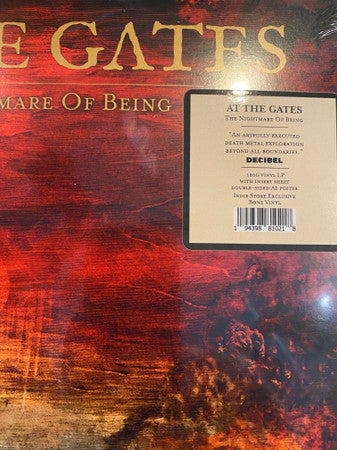 E GΛTES
TMARE OF BEING
AT THE GATES
THE NIGHTMARE OF BEING
"AN ARTFULLY EXECUTED
DEATH METAL EXPLORATION
BEYOND ALL BOUNDARIES."
DECIBEL
180G VINYL LP
WITH INSERT SHEET
DOUBLE-SIDED A2 POSTER
INDIE STORE EXCLUSIVE
BONE VINYL
1 94398 81021 8